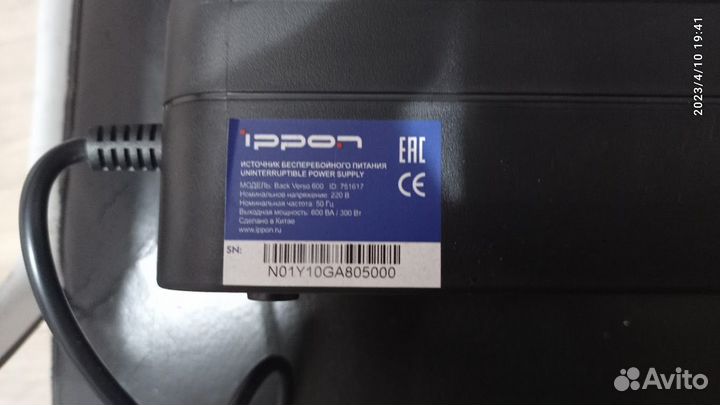 ippon
ИСТОЧНИК БЕСПЕРЕБОЙНОГО ПИТАНИЯ
UNINTERRUPTIBLE POWER SUPPLY
МОДЕЛЬ: Back Verso 600 ID: 751617
Номинальное напряжение: 220 В
Номинальная частота: 50 Гц
Выходная мощность: 600 ВА / 300 Вт
Сделано в Китае
www.ippon.ru
EAC
CE
SN:
N01Y10GA805000
2023/4/10 19:41
Avito